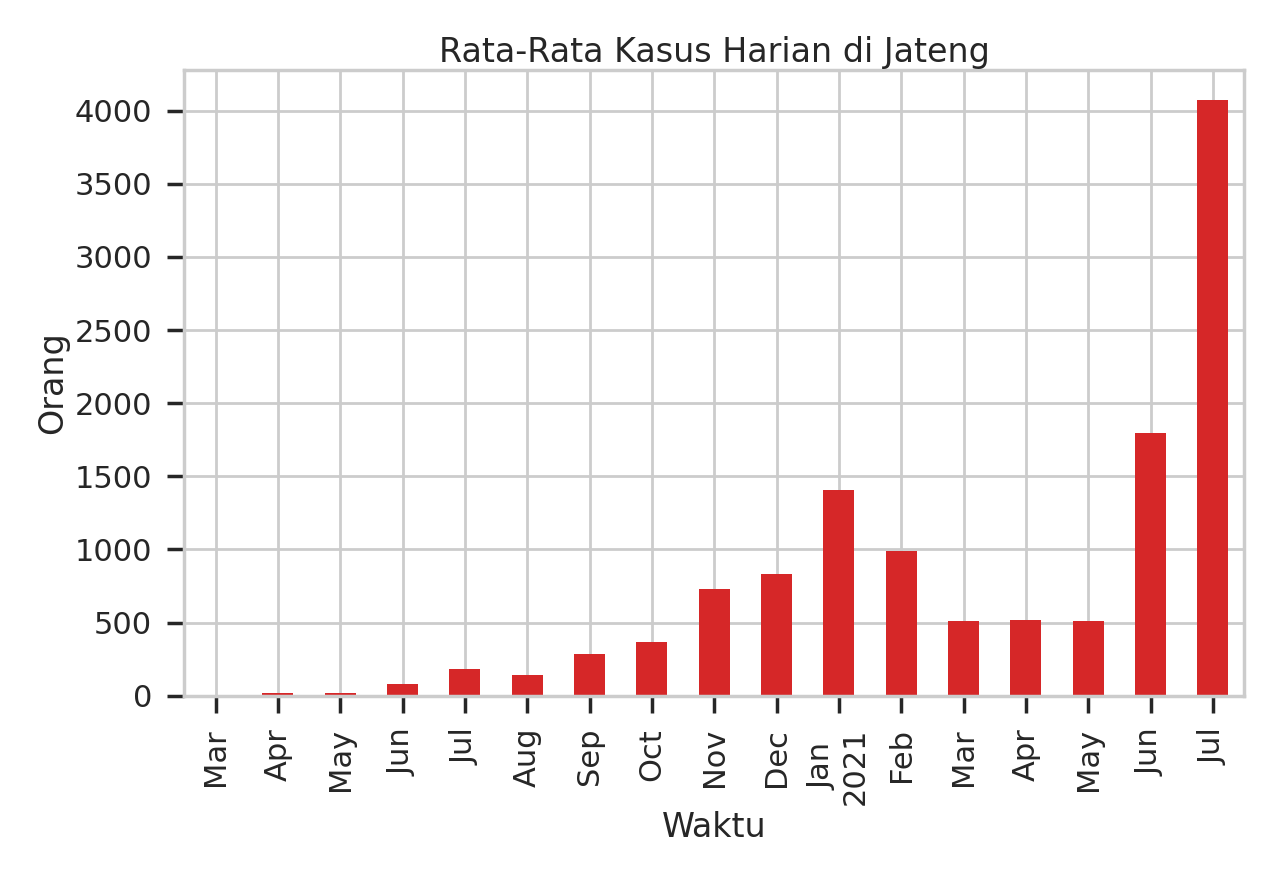 Rata-Rata Kasus Harian di Jateng
4000
3500
3000
2500
2000
1500
1000
500
0
Orang
Mar
Apr
May
Jun
Jul
Aug
Sep
Oct
Nov
Dec
Jan
2021
Feb
Mar
Apr
May
Jun
Jul
Waktu